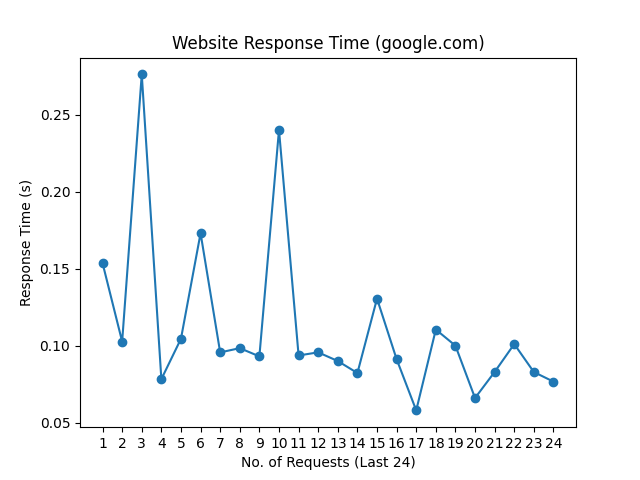 Website Response Time (google.com)
Response Time (s)
0.25
0.20
0.15
0.10
0.05
1 2 3 4 5 6 7 8 9 10 11 12 13 14 15 16 17 18 19 20 21 22 23 24
No. of Requests (Last 24)